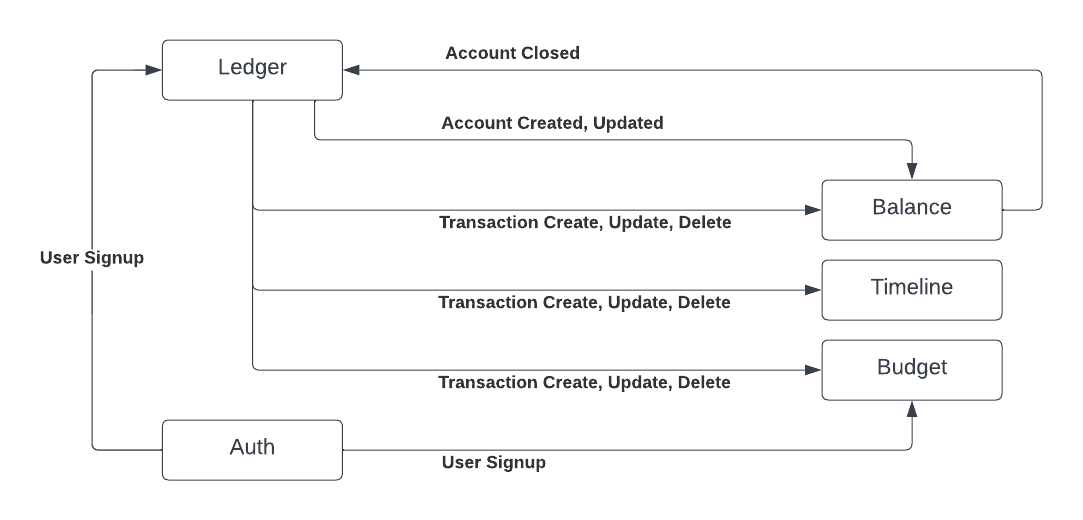 Account Closed
Ledger
Account Created, Updated
Balance
Transaction Create, Update, Delete
User Signup
Timeline
Transaction Create, Update, Delete
Budget
Transaction Create, Update, Delete
Auth
User Signup